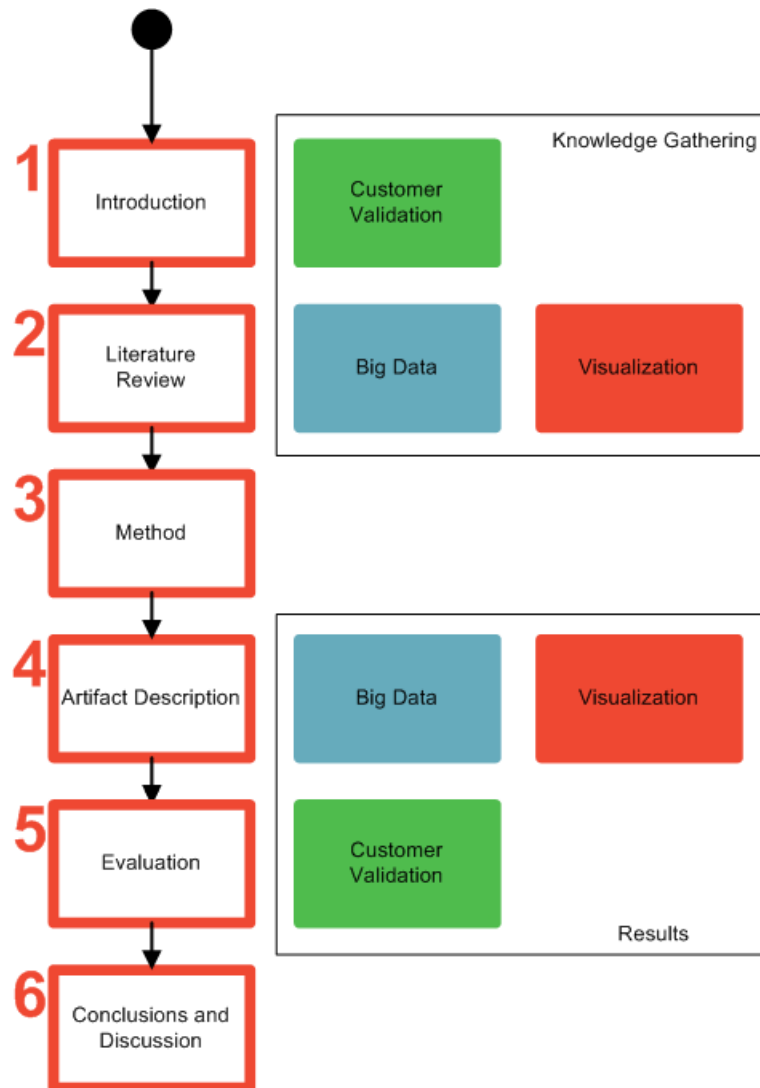 1
Introduction
Knowledge Gathering
Customer
Validation
2
Literature
Review
Big Data
Visualization
3
Method
4
Artifact Description
Big Data
Visualization
5
Evaluation
Customer
Validation
Results
6
Conclusions and
Discussion